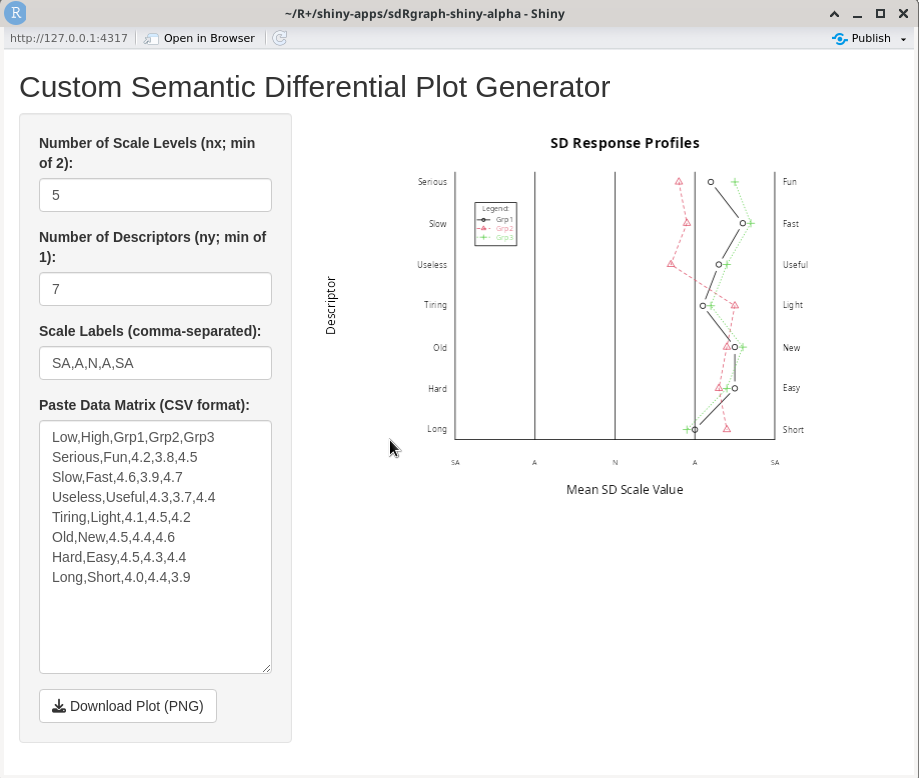 R
~/R+/shiny-apps/sdRgraph-shiny-alpha - Shiny
http://127.0.0.1:4317 Open in Browser Publish
Custom Semantic Differential Plot Generator
Number of Scale Levels (nx; min
of 2):
5
Number of Descriptors (ny; min of
1):
7
Scale Labels (comma-separated):
SA,A,N,A,SA
Paste Data Matrix (CSV format):
Low,High,Grp1,Grp2,Grp3
Serious,Fun,4.2,3.8,4.5
Slow,Fast,4.6,3.9,4.7
Useless,Useful,4.3,3.7,4.4
Tiring,Light,4.1,4.5,4.2
Old,New,4.5,4.4,4.6
Hard,Easy,4.5,4.3,4.4
Long,Short,4.0,4.4,3.9
Download Plot (PNG)
SD Response Profiles
Serious Fun
Legend:
Grp1
Grp2
Grp3
Slow Fast
Useless Useful
Tiring Light
Old New
Hard Easy
Long Short
Descriptor
SA A N A SA
Mean SD Scale Value